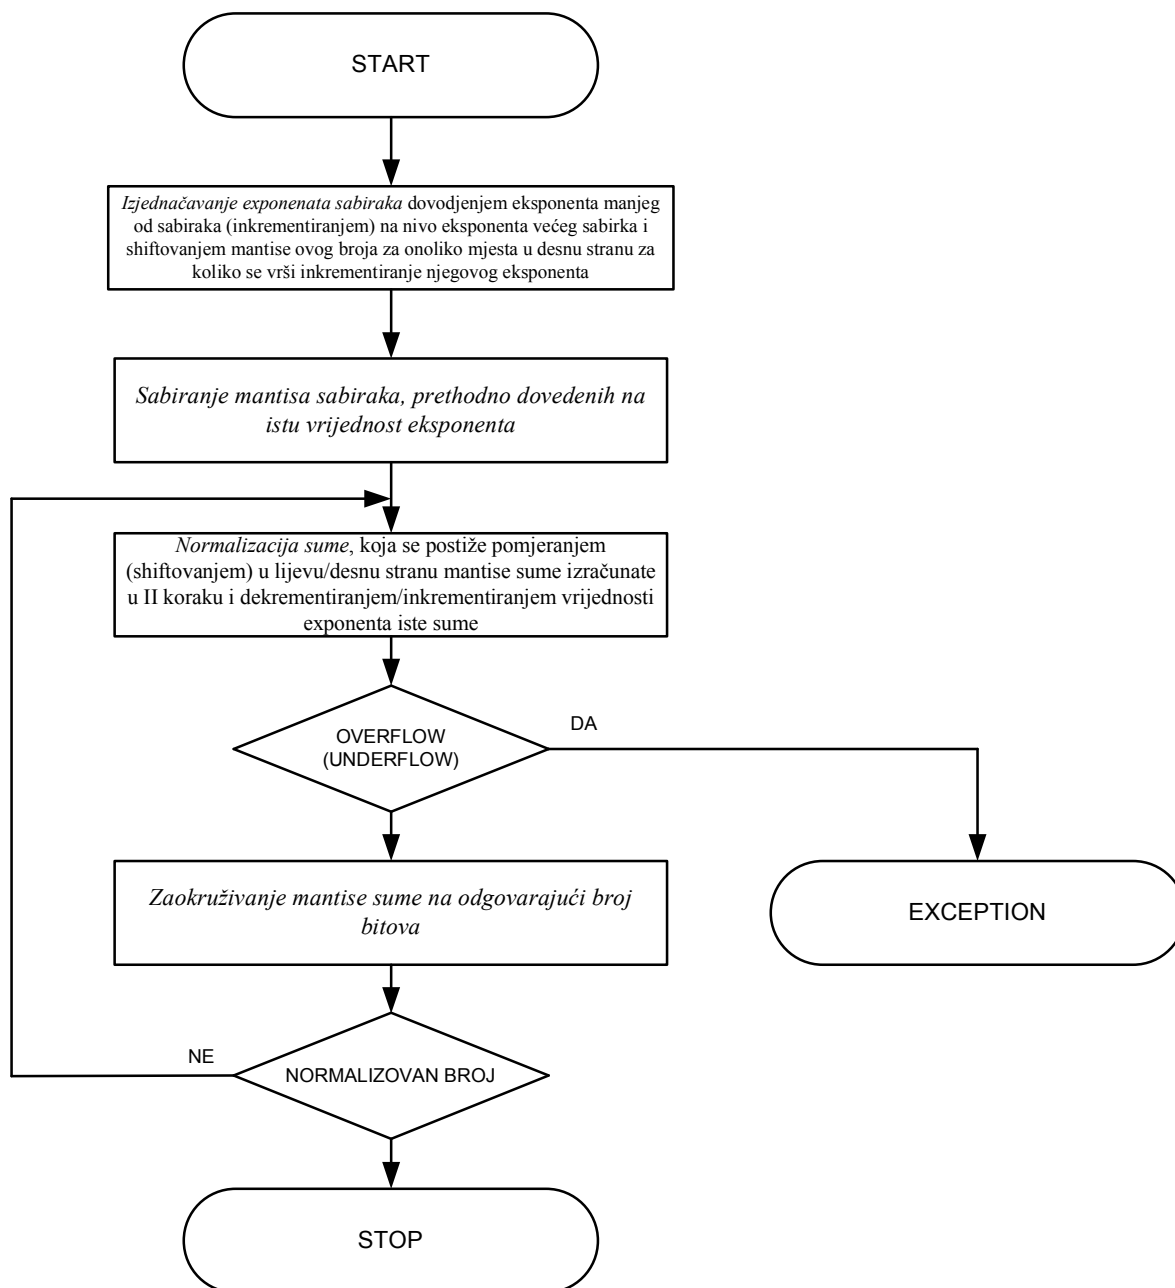 START
Izjednačavanje exponenata sabiraka dovodjenjem eksponenta manjeg
od sabiraka (inkrementiranjem) na nivo eksponenta većeg sabirka i
shiftovanjem mantise ovog broja za onoliko mjesta u desnu stranu za
koliko se vrši inkrementiranje njegovog eksponenta
Sabiranje mantisa sabiraka, prethodno dovedenih na
istu vrijednost eksponenta
Normalizacija sume, koja se postiže pomjeranjem
(shiftovanjem) u lijevu/desnu stranu mantise sume izračunate
u II koraku i dekrementiranjem/inkrementiranjem vrijednosti
exponenta iste sume
OVERFLOW
(UNDERFLOW)
DA
Zaokruživanje mantise sume na odgovarajući broj
bitova
EXCEPTION
NE
NORMALIZOVAN BROJ
STOP